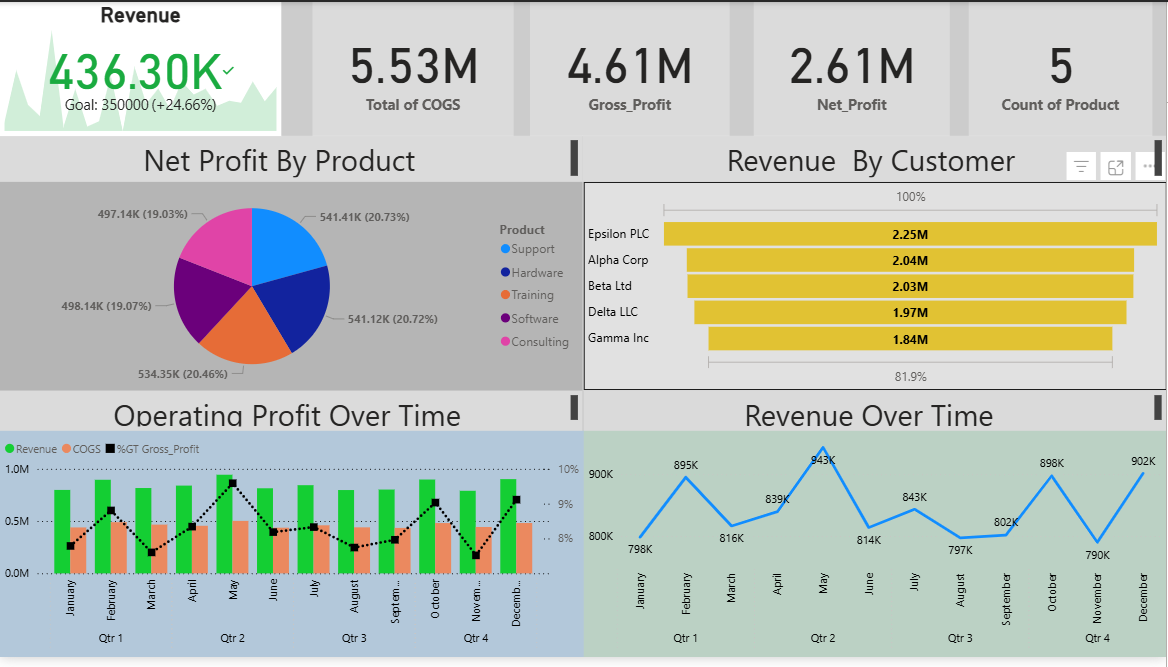 Revenue
436.30K
Goal: 350000 (+24.66%)
5.53M
Total of COGS
4.61M
Gross_Profit
2.61M
Net_Profit
5
Count of Product
Net Profit By Product
497.14K (19.03%)
541.41K (20.73%)
498.14K (19.07%)
541.12K (20.72%)
534.35K (20.46%)
Product
Support
Hardware
Training
Software
Consulting
Revenue By Customer
100%
Epsilon PLC 2.25M
Alpha Corp 2.04M
Beta Ltd 2.03M
Delta LLC 1.97M
Gamma Inc 1.84M
81.9%
Operating Profit Over Time
Revenue COGS %GT Gross_Profit
1.0M
0.5M
0.0M
10%
9%
8%
January
February
March
April
May
June
July
August
Septem...
October
Novem...
Decemb...
Qtr 1
Qtr 2
Qtr 3
Qtr 4
Revenue Over Time
900K
800K
798K
895K
816K
839K
943K
814K
843K
797K
802K
898K
790K
902K
January
February
March
April
May
June
July
August
September
October
November
December
Qtr 1
Qtr 2
Qtr 3
Qtr 4